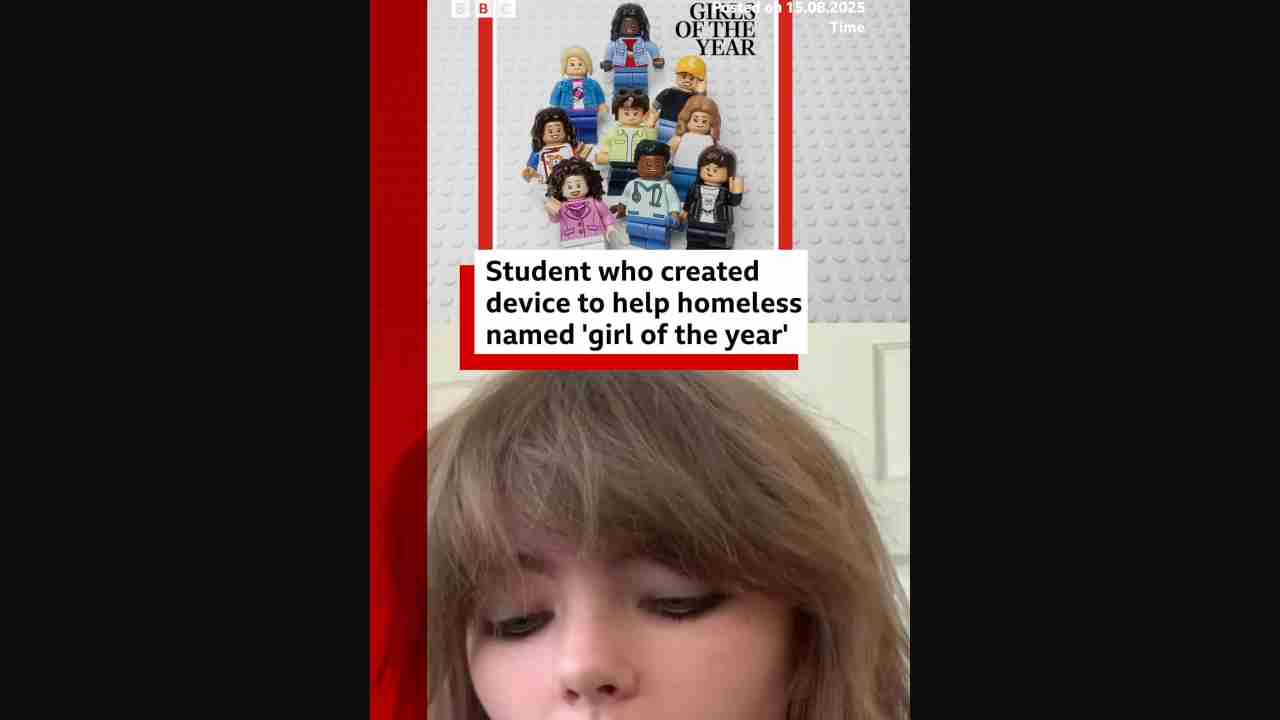 BBC
Posted on 15.08.2025
Time
GIRLS
OF THE
YEAR
Student who created
device to help homeless
named 'girl of the year'